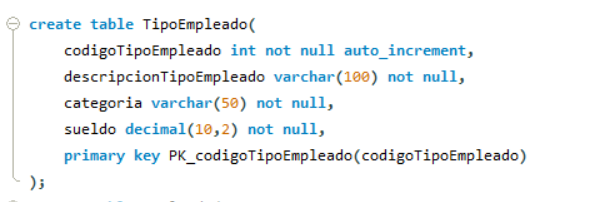 create table TipoEmpleado(
codigoTipoEmpleado int not null auto_increment,
descripcionTipoEmpleado varchar(100) not null,
categoria varchar(50) not null,
sueldo decimal(10,2) not null,
primary key PK_codigoTipoEmpleado(codigoTipoEmpleado)
);